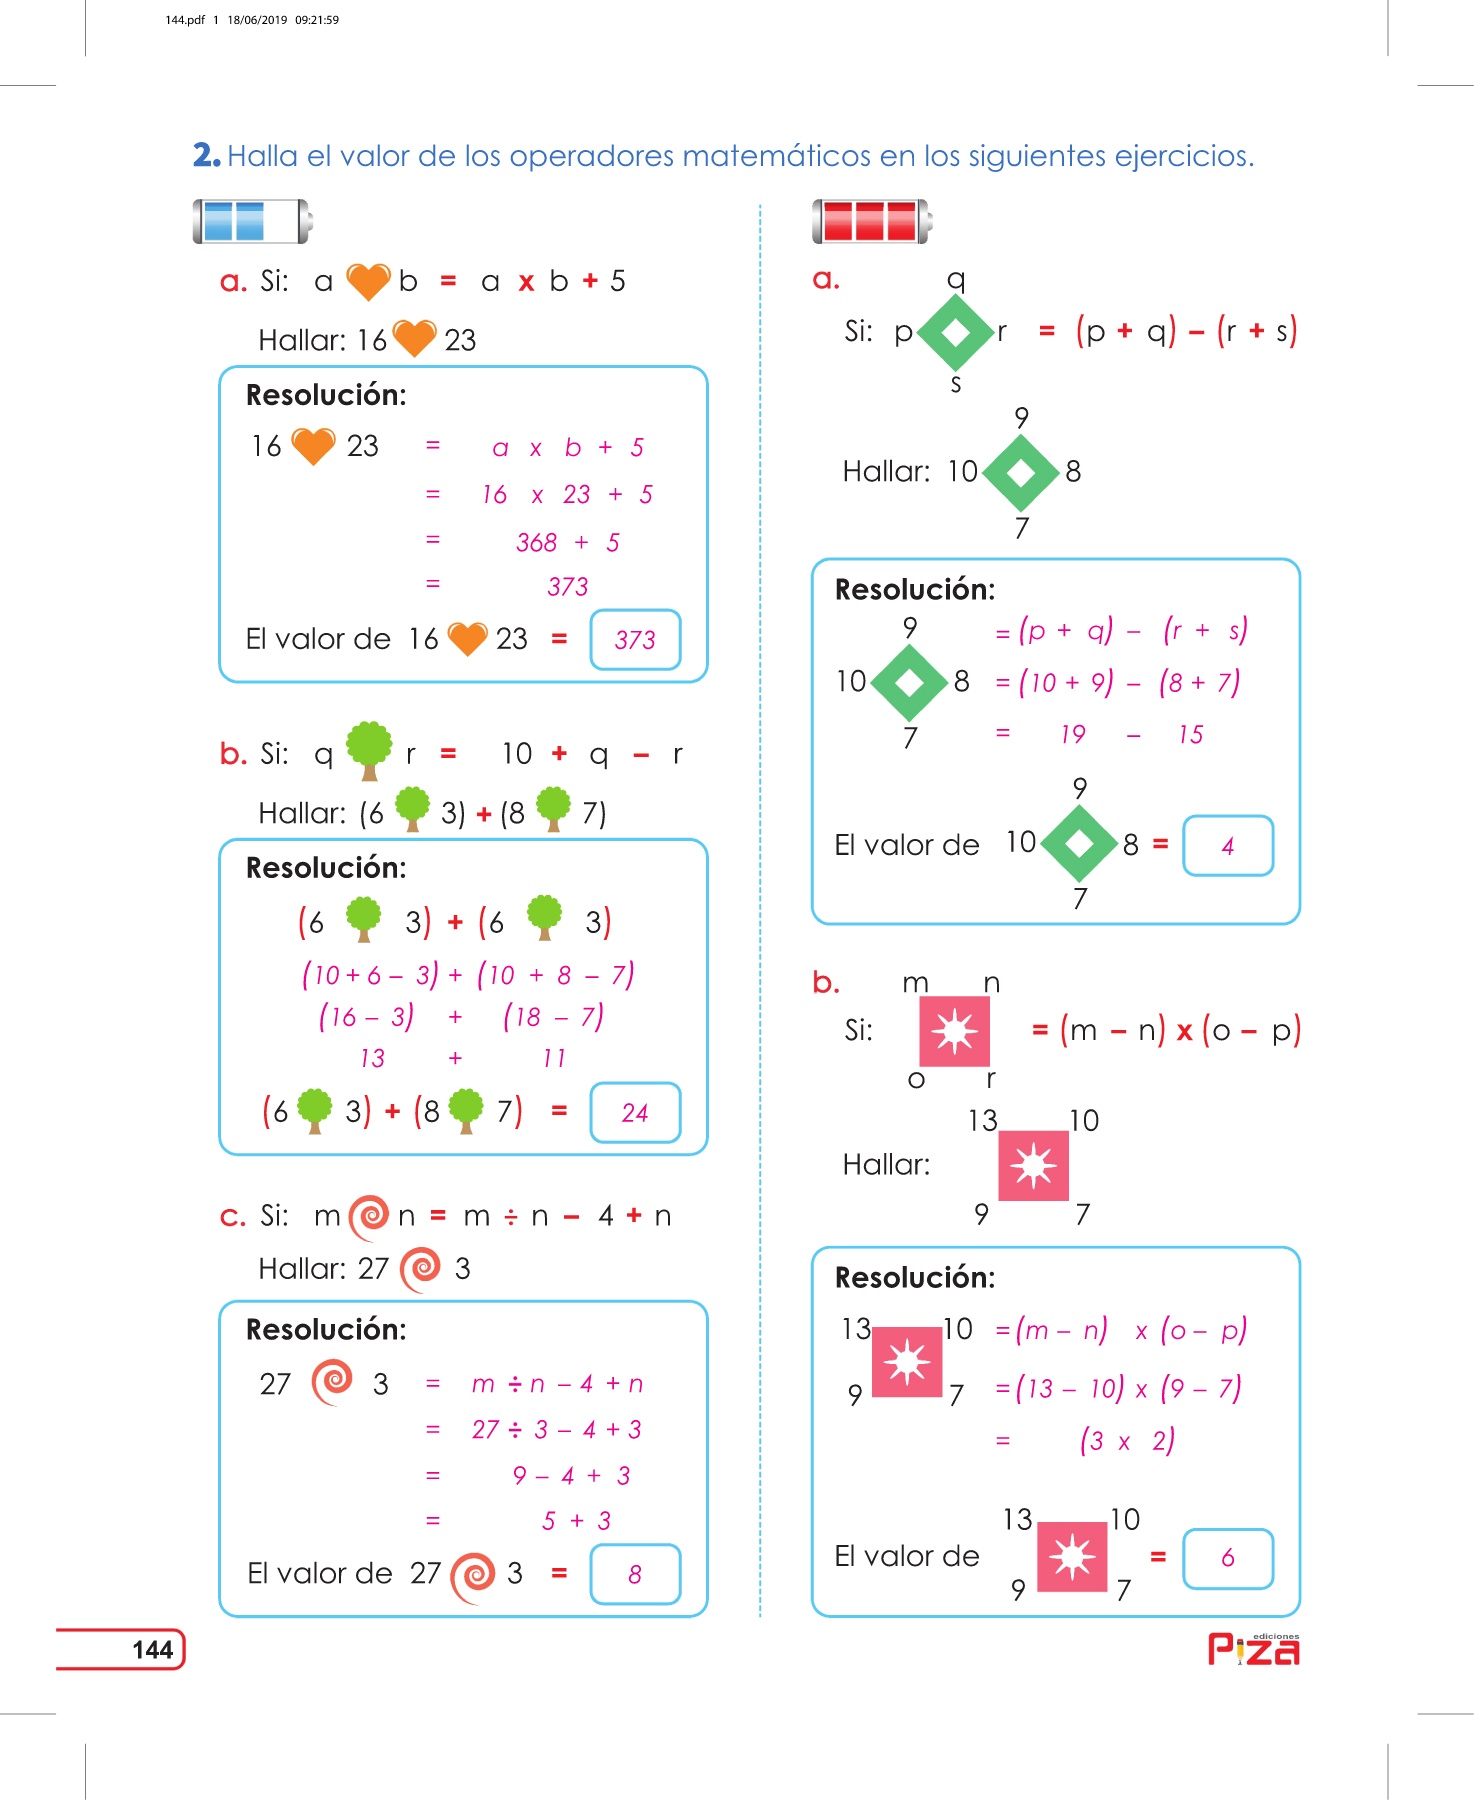 144.pdf 1 18/06/2019 09:21:59
2. Halla el valor de los operadores matemáticos en los siguientes ejercicios.
a. Si: a b = a x b + 5
Hallar: 16 23
Resolución:
16 23 = a x b + 5
= 16 x 23 + 5
= 368 + 5
= 373
El valor de 16 23 = 373
b. Si: q r = 10 + q − r
Hallar: (6 3) + (8 7)
Resolución:
(6 3) + (6 3)
(10 + 6 − 3) + (10 + 8 − 7)
(16 − 3) + (18 − 7)
13 + 11
(6 3) + (8 7) = 24
c. Si: m n = m ÷ n − 4 + n
Hallar: 27 3
Resolución:
27 3 = m ÷ n − 4 + n
= 27 ÷ 3 − 4 + 3
= 9 − 4 + 3
= 5 + 3
El valor de 27 3 = 8
a. q
Si: p r = (p + q) − (r + s)
s
9
Hallar: 10 8
7
Resolución:
9
= (p + q) − (r + s)
10 8 = (10 + 9) − (8 + 7)
7 = 19 − 15
9
El valor de 10 8 = 4
7
b. m n
Si: = (m − n) x (o − p)
o r
13 10
Hallar:
9 7
Resolución:
13 10 = (m − n) x (o − p)
9 7 = (13 − 10) x (9 − 7)
= (3 x 2)
13 10
El valor de = 6
9 7
144
ediciones
Piza